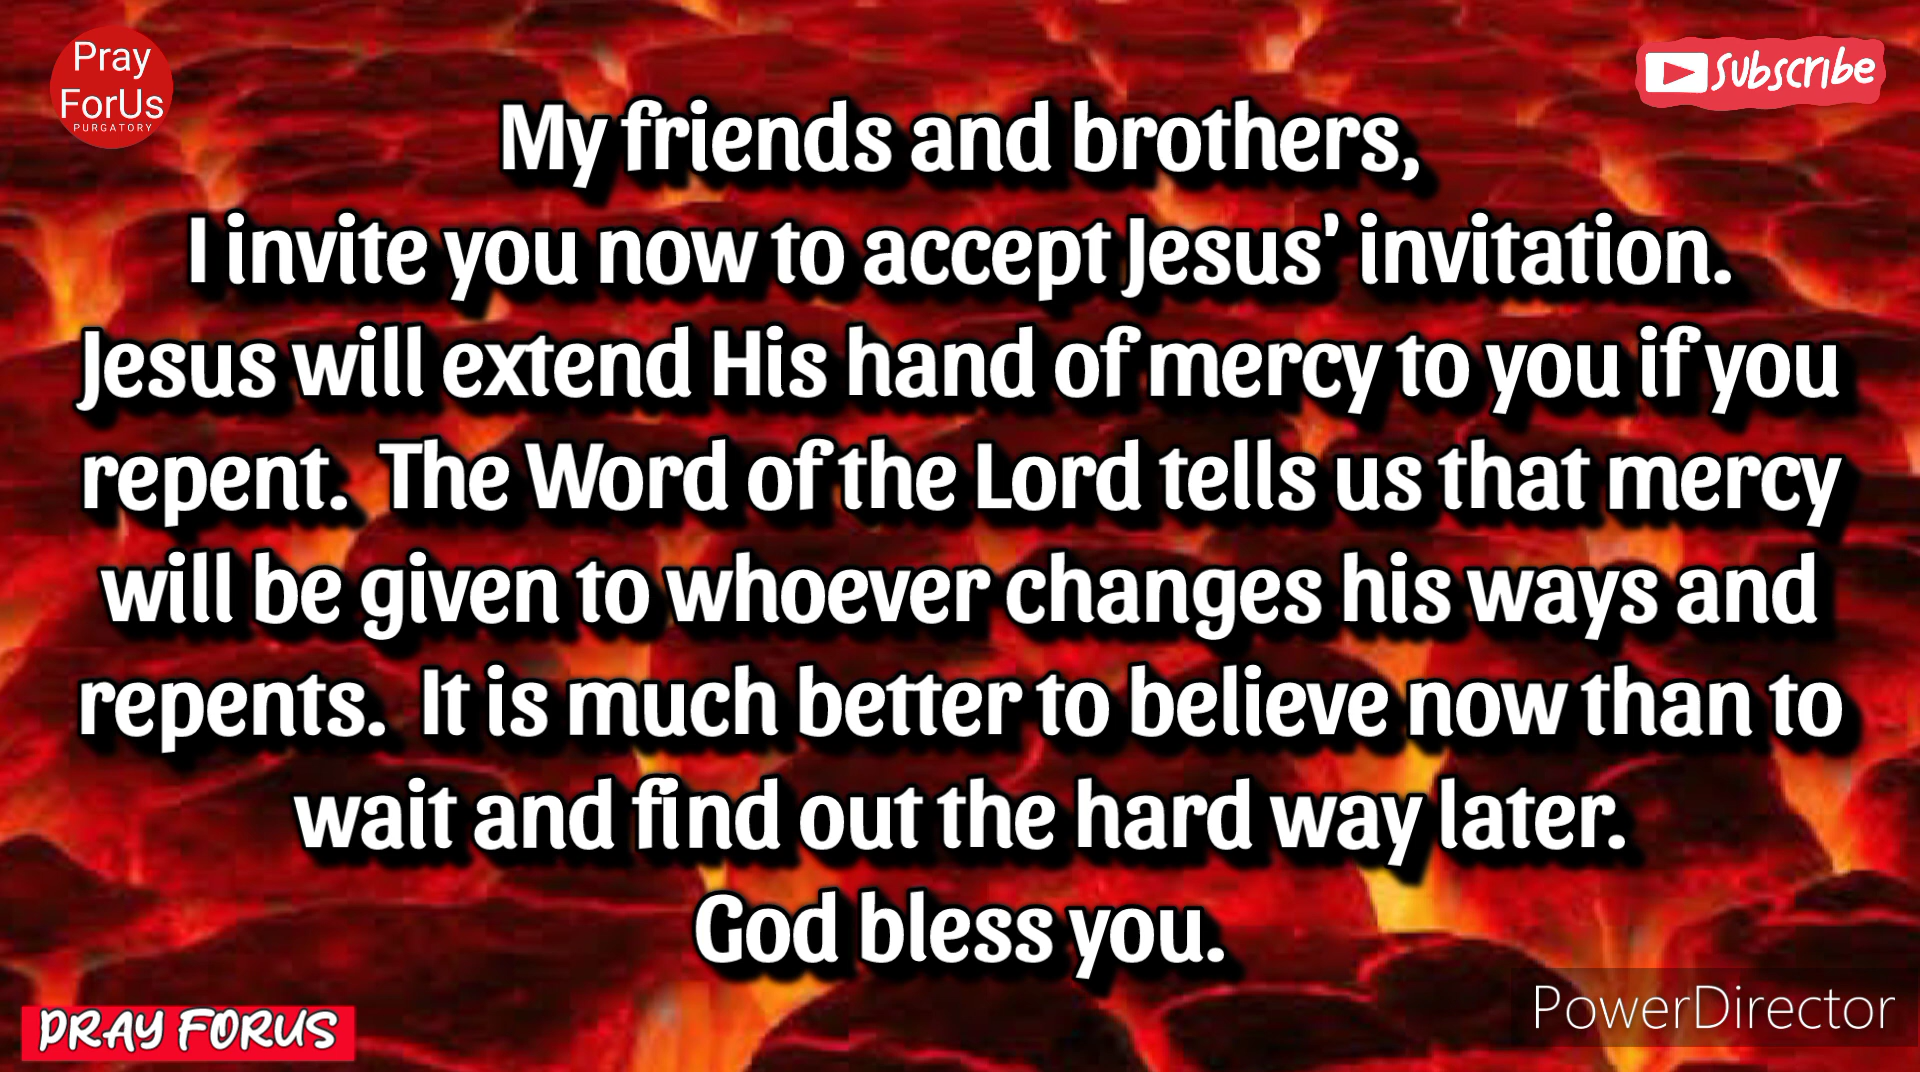 Pray
ForUs
PURGATORY
Subscribe
My friends and brothers,
I invite you now to accept Jesus' invitation.
Jesus will extend His hand of mercy to you if you
repent.  The Word of the Lord tells us that mercy
will be given to whoever changes his ways and
repents.  It is much better to believe now than to
wait and find out the hard way later.
God bless you.
PRAY FORUS
PowerDirector